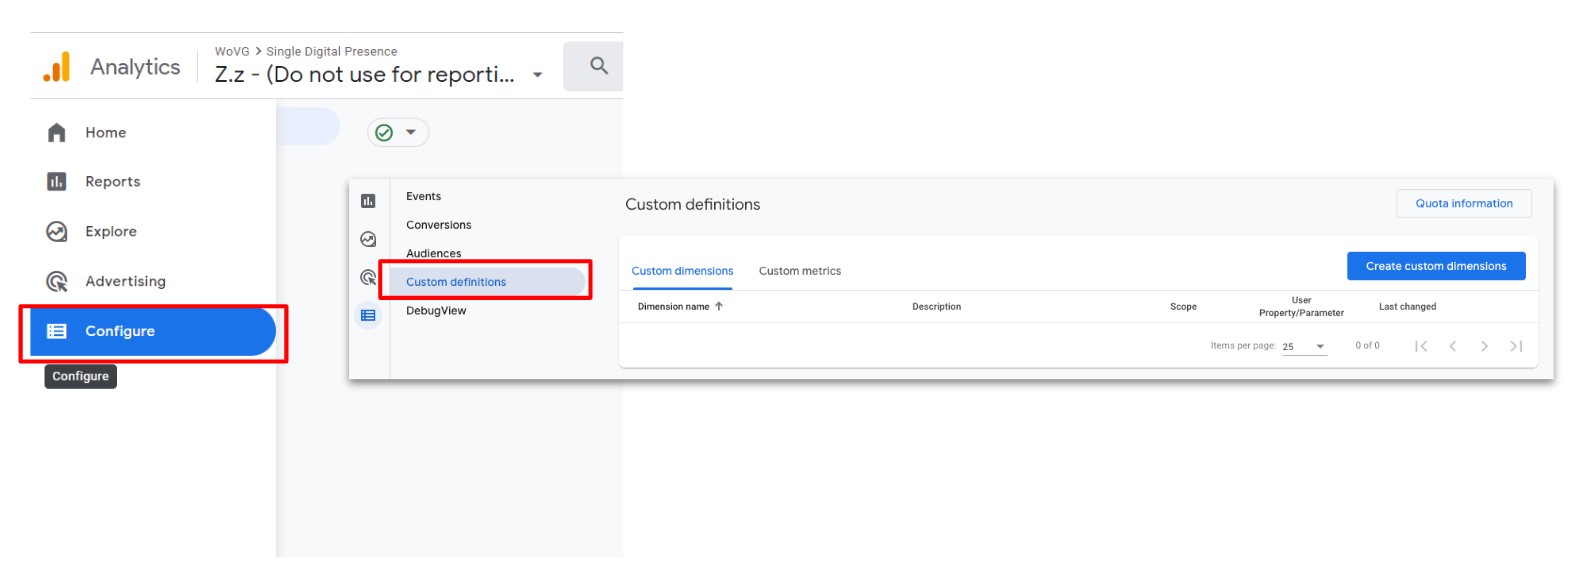 Analytics
WoVG > Single Digital Presence
Z.z - (Do not use for reporti...
Home
Reports
Explore
Advertising
Configure
Configure
Events
Conversions
Audiences
Custom definitions
DebugView
Custom definitions
Quota information
Custom dimensions Custom metrics
Create custom dimensions
Dimension name ↑ Description Scope User Property/Parameter Last changed
Items per page: 25 0 of 0